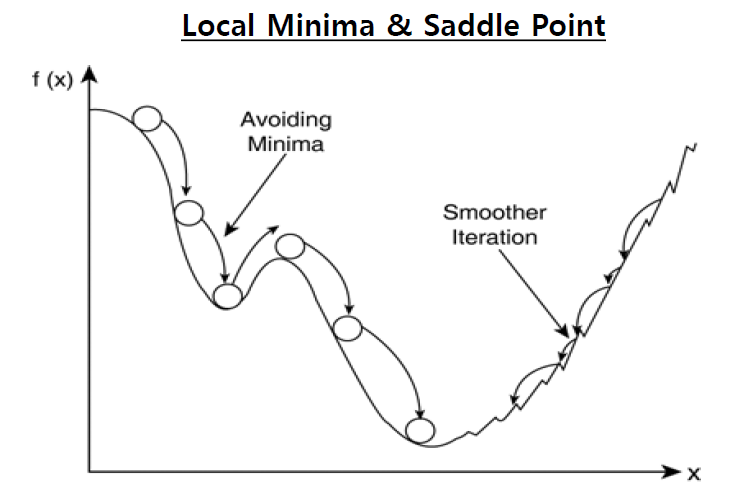 Local Minima & Saddle Point
f (x)
Avoiding
Minima
Smoother
Iteration
x